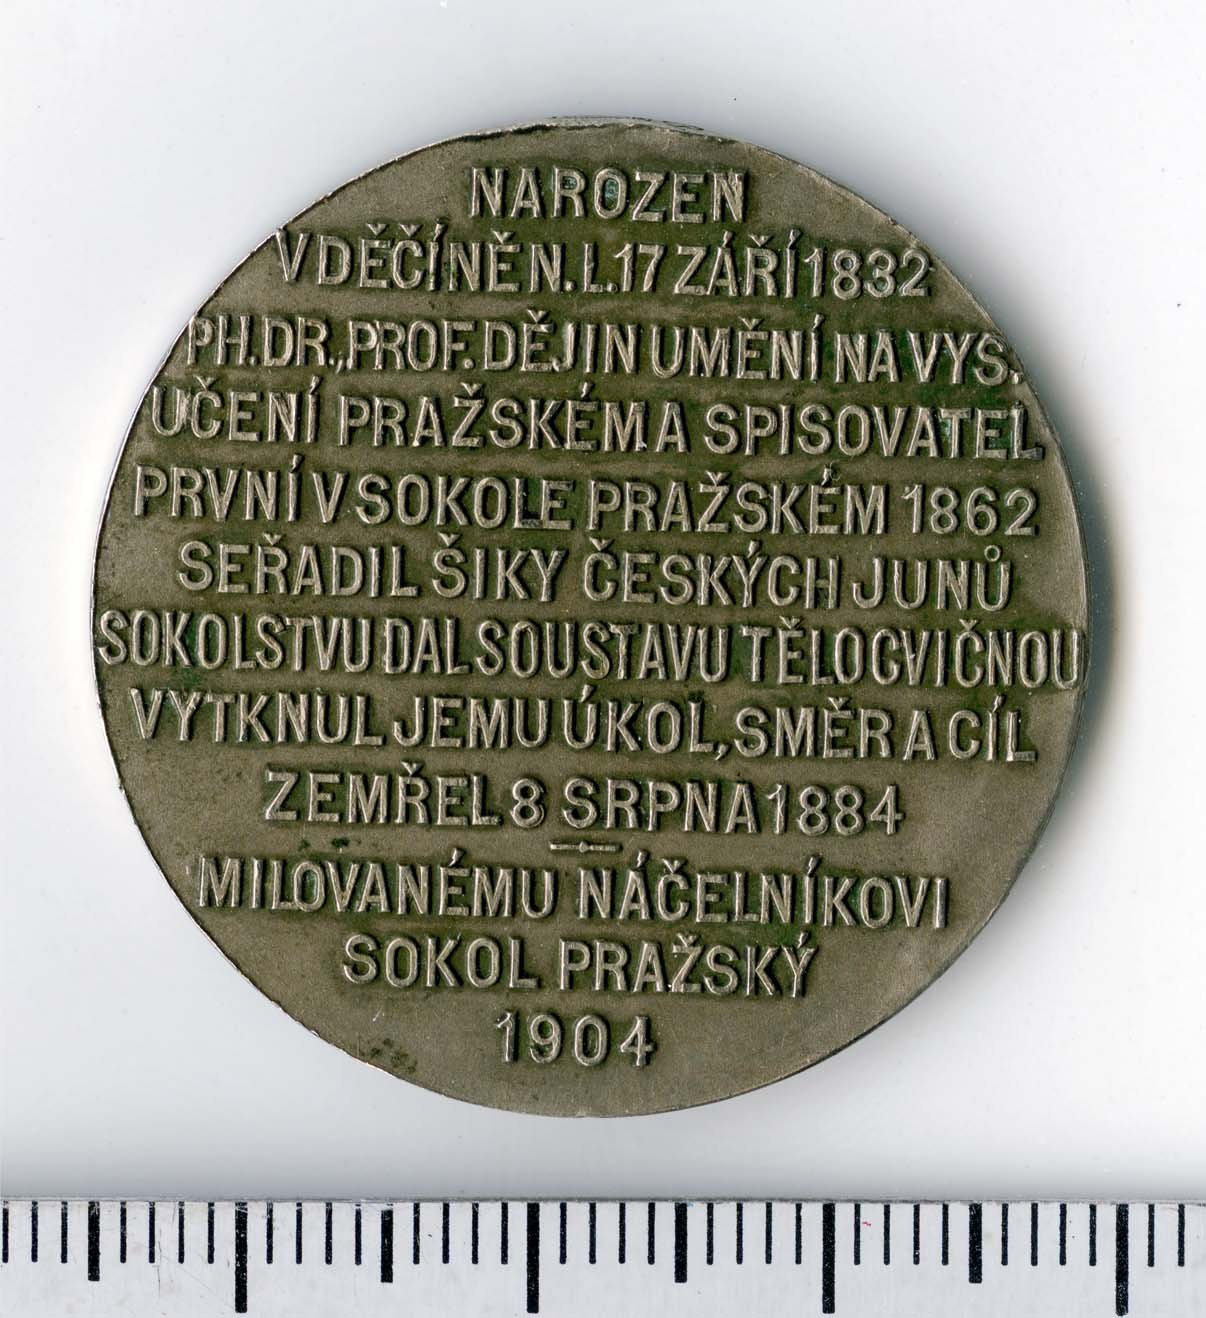 NAROZEN
V DĚČÍNĚ N. L. 17 ZÁŘÍ 1832
PH. DR., PROF. DĚJIN UMĚNÍ NA VYS.
UČENÍ PRAŽSKÉM A SPISOVATEL
PRVNÍ V SOKOLE PRAŽSKÉM 1862
SEŘADIL ŠIKY ČESKÝCH JUNŮ
SOKOLSTVU DAL SOUSTAVU TĚLOCVIČNOU
VYTKNUL JEMU ÚKOL, SMĚR A CÍL
ZEMŘEL 8 SRPNA 1884
MILOVANÉMU NÁČELNÍKOVI
SOKOL PRAŽSKÝ
1904